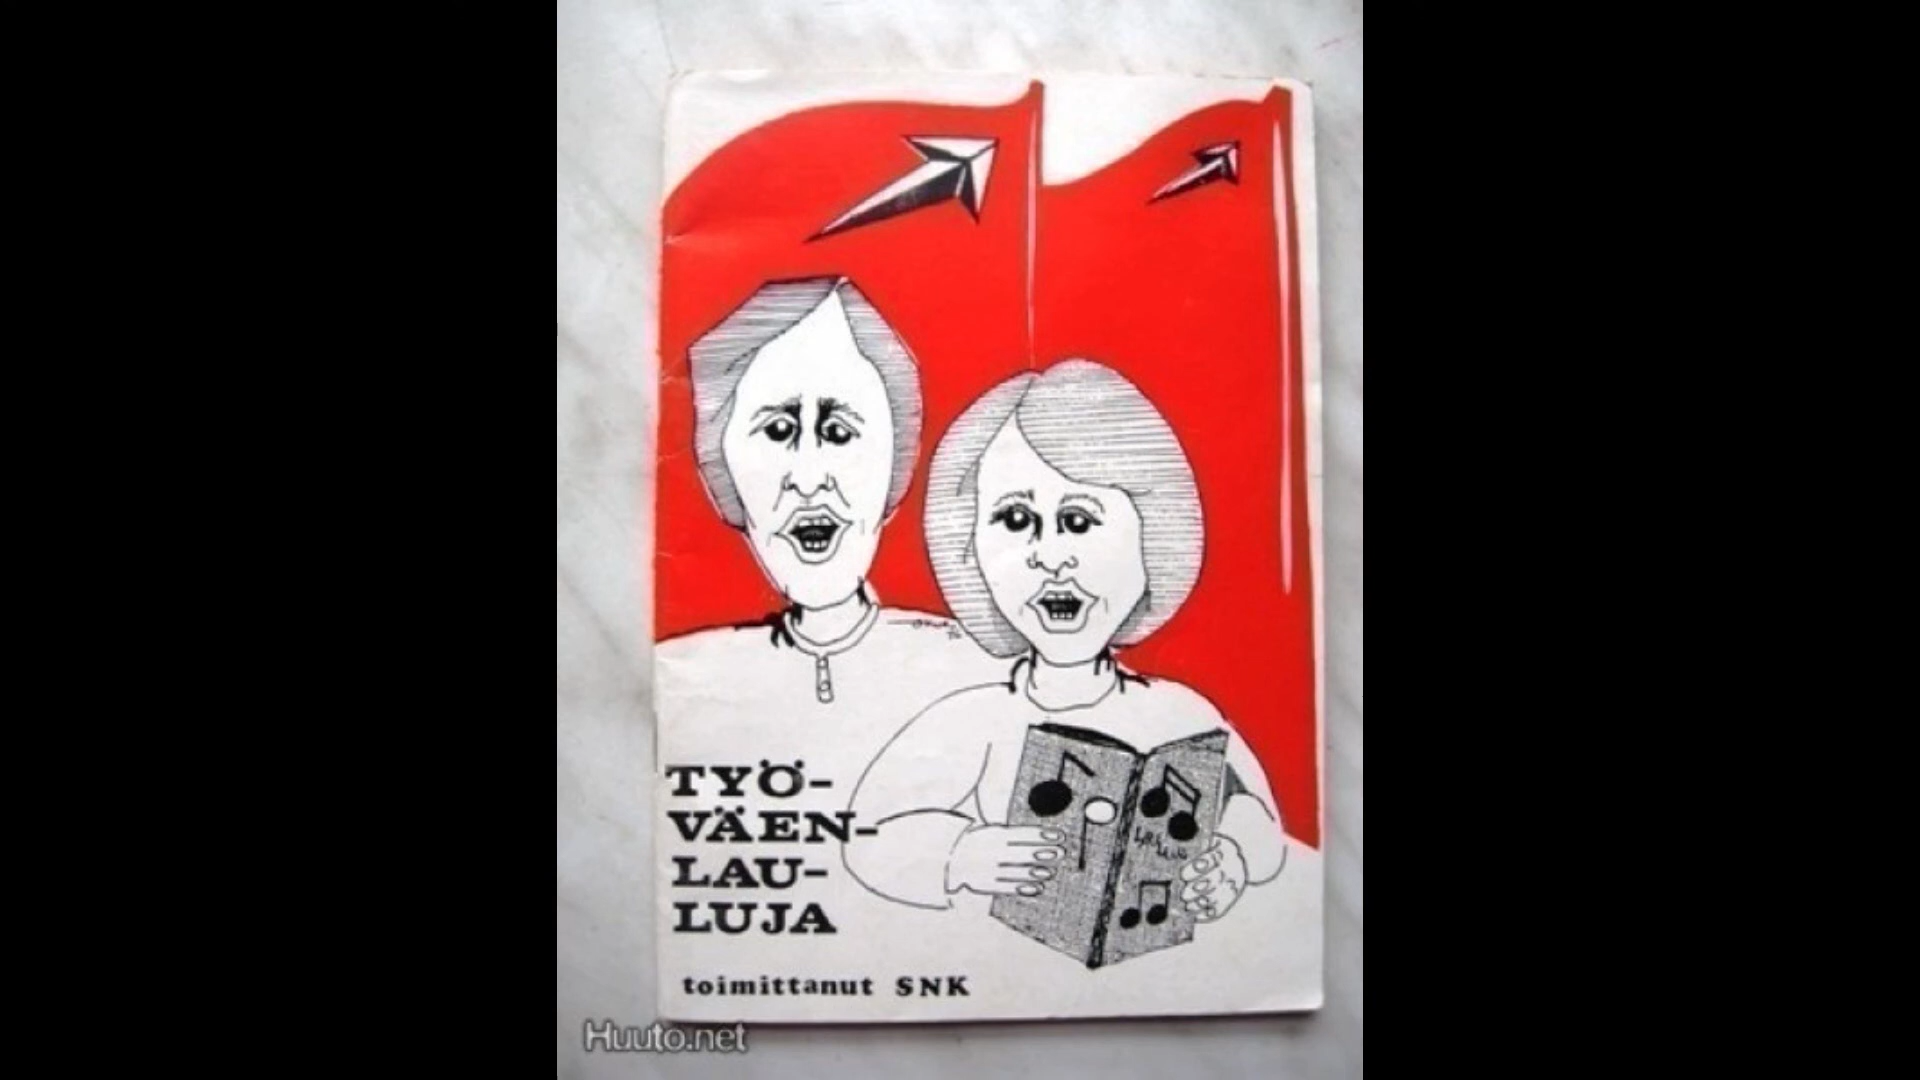 TYÖ-
VÄEN-
LAU-
LUJA
toimittanut SNK
Huuto.net